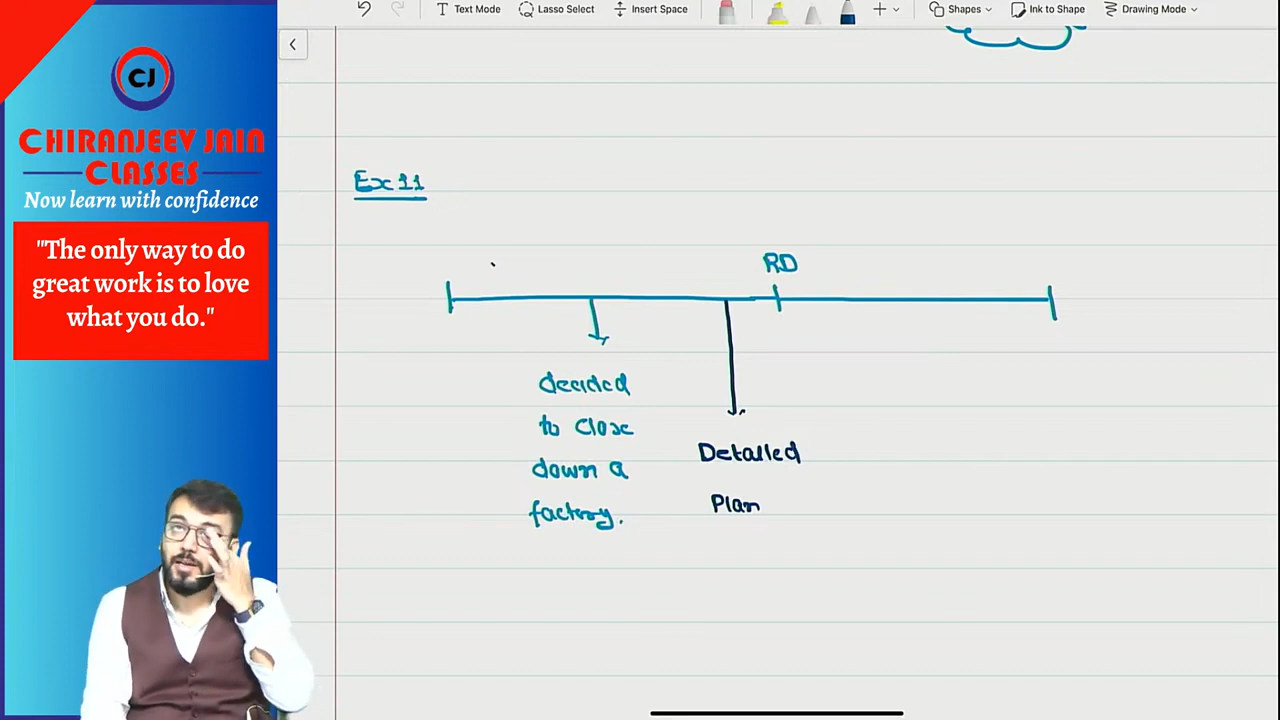 Text Mode
Lasso Select
Insert Space
Shapes
Ink to Shape
Drawing Mode
CJ
CHIRANJEEV JAIN
CLASSES
Now learn with confidence
"The only way to do
great work is to love
what you do."
Ex 11
RD
decided
to close
down a
factory.
Detailed
Plan